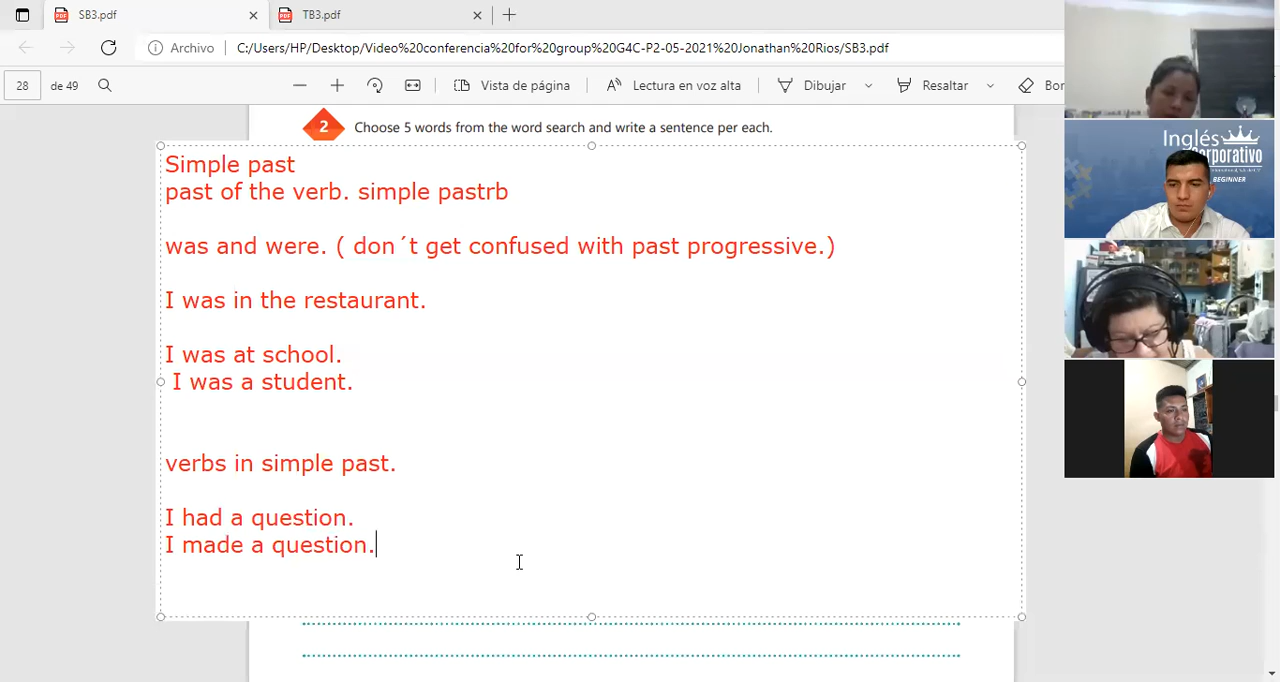 SB3.pdf
TB3.pdf
Archivo
C:/Users/HP/Desktop/Video%20conferencia%20for%20group%20G4C-P2-05-2021%20Jonathan%20Rios/SB3.pdf
28 de 49
Vista de página
Lectura en voz alta
Dibujar
Resaltar
Bor
2 Choose 5 words from the word search and write a sentence per each.
Simple past
past of the verb. simple pastrb
was and were. ( don´t get confused with past progressive.)
I was in the restaurant.
I was at school.
I was a student.
verbs in simple past.
I had a question.
I made a question.
Inglés
Corporativo
BEGINNER